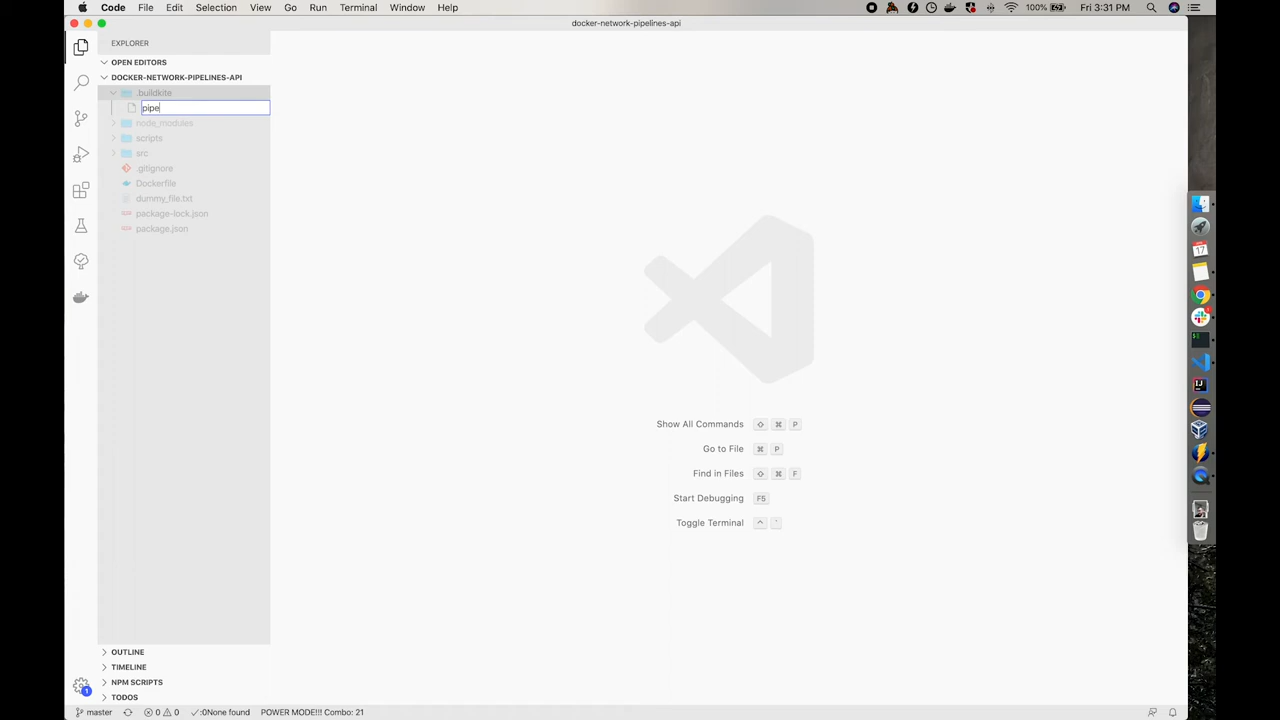 Code File Edit Selection View Go Run Terminal Window Help 100% Fri 3:31 PM
docker-network-pipelines-api
EXPLORER
OPEN EDITORS
DOCKER-NETWORK-PIPELINES-API
.buildkite
pipe
node_modules
scripts
src
.gitignore
Dockerfile
dummy_file.txt
package-lock.json
package.json
Show All Commands ⇧ ⌘ P
Go to File ⌘ P
Find in Files ⇧ ⌘ F
Start Debugging F5
Toggle Terminal ^ `
17
OUTLINE
TIMELINE
NPM SCRIPTS
TODOS
1
master 0 0 :0None found POWER MODE!!! Combo: 21